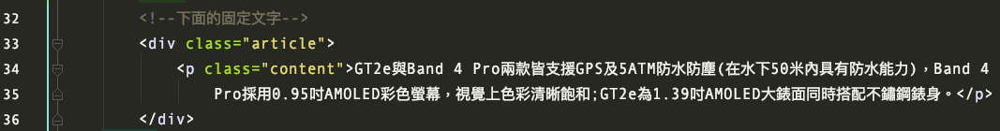 32 <!--下面的固定文字-->
33 <div class="article">
34 <p class="content">GT2e與Band 4 Pro兩款皆支援GPS及5ATM防水防塵(在水下50米內具有防水能力)，Band 4
35 Pro採用0.95吋AMOLED彩色螢幕，視覺上色彩清晰飽和;GT2e為1.39吋AMOLED大錶面同時搭配不鏽鋼錶身。</p>
36 </div>